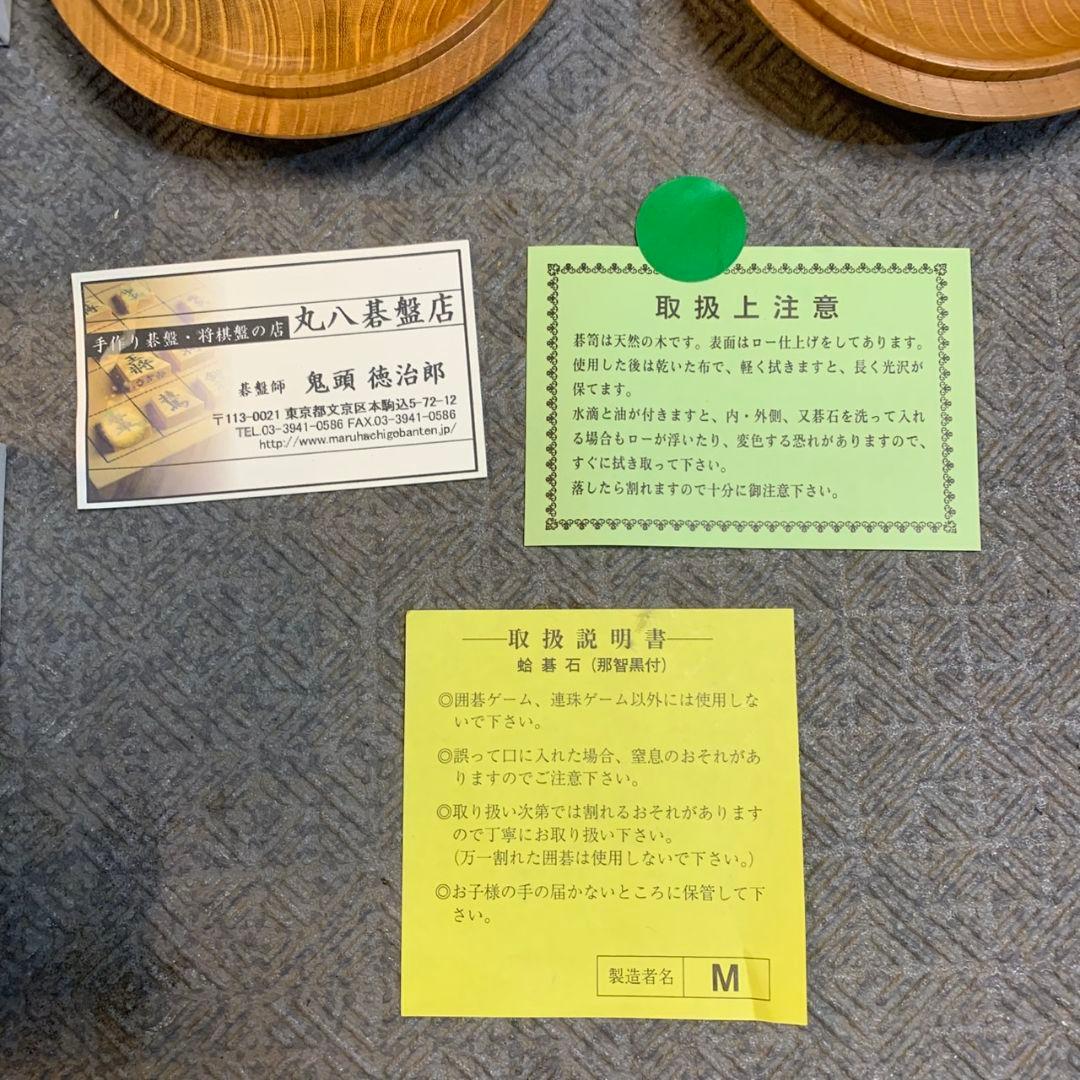 手作り碁盤・将棋盤の店 丸八碁盤店
碁盤師 鬼頭 徳治郎
〒113-0021 東京都文京区本駒込5-72-12
TEL.03-3941-0586 FAX.03-3941-0586
http://www.maruhachigobanten.jp/
取扱上注意
碁笥は天然の木です。表面はロー仕上げをしてあります。
使用した後は乾いた布で、軽く拭きますと、長く光沢が
保てます。
水滴と油が付きますと、内・外側、又碁石を洗って入れ
る場合もローが浮いたり、変色する恐れがありますので、
すぐに拭き取って下さい。
落したら割れますので十分に御注意下さい。
取扱説明書
蛤碁石（那智黒付）
◎囲碁ゲーム、連珠ゲーム以外には使用しな
いで下さい。
◎誤って口に入れた場合、窒息のおそれがあ
りますのでご注意下さい。
◎取り扱い次第では割れるおそれがあります
ので丁寧にお取り扱い下さい。
（万一割れた囲碁は使用しないで下さい。）
◎お子様の手の届かないところに保管して下
さい。
製造者名 M